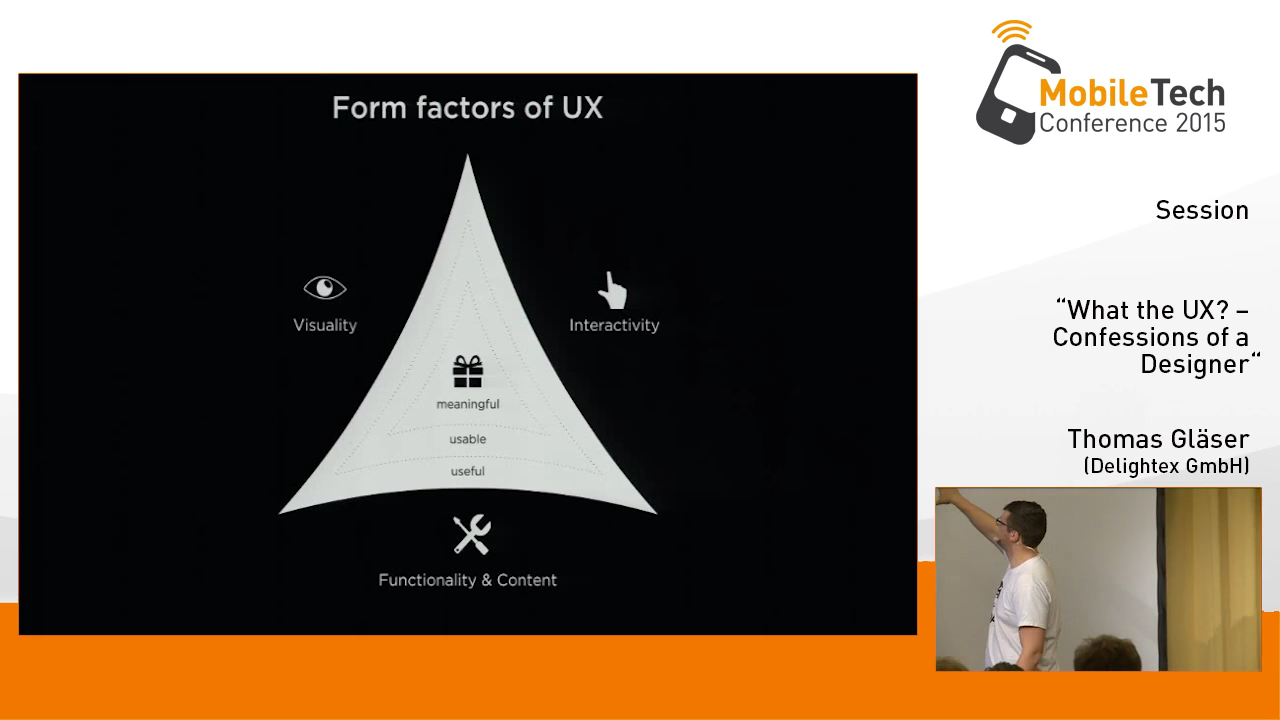 Form factors of UX
Visuality
Interactivity
meaningful
usable
useful
Functionality & Content
MobileTech
Conference 2015
Session
“What the UX? –
Confessions of a
Designer“
Thomas Gläser
(Delightex GmbH)